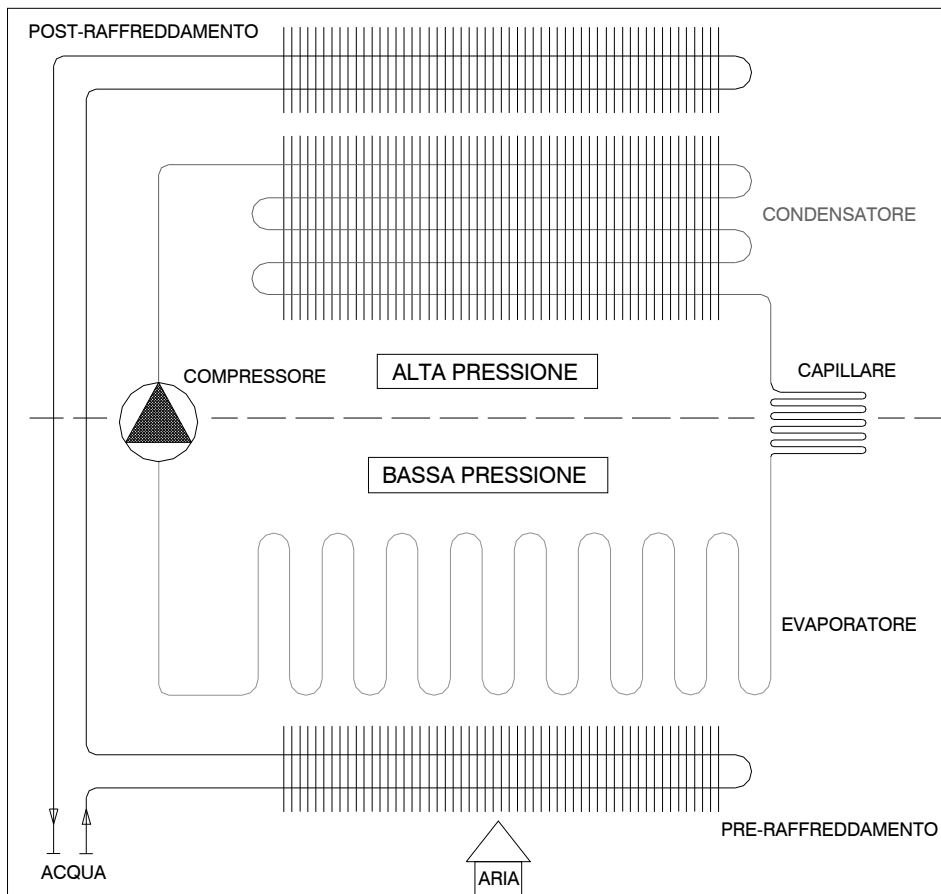 POST-RAFFREDDAMENTO
CONDENSATORE
COMPRESSORE
ALTA PRESSIONE
CAPILLARE
BASSA PRESSIONE
EVAPORATORE
PRE-RAFFREDDAMENTO
ACQUA
ARIA